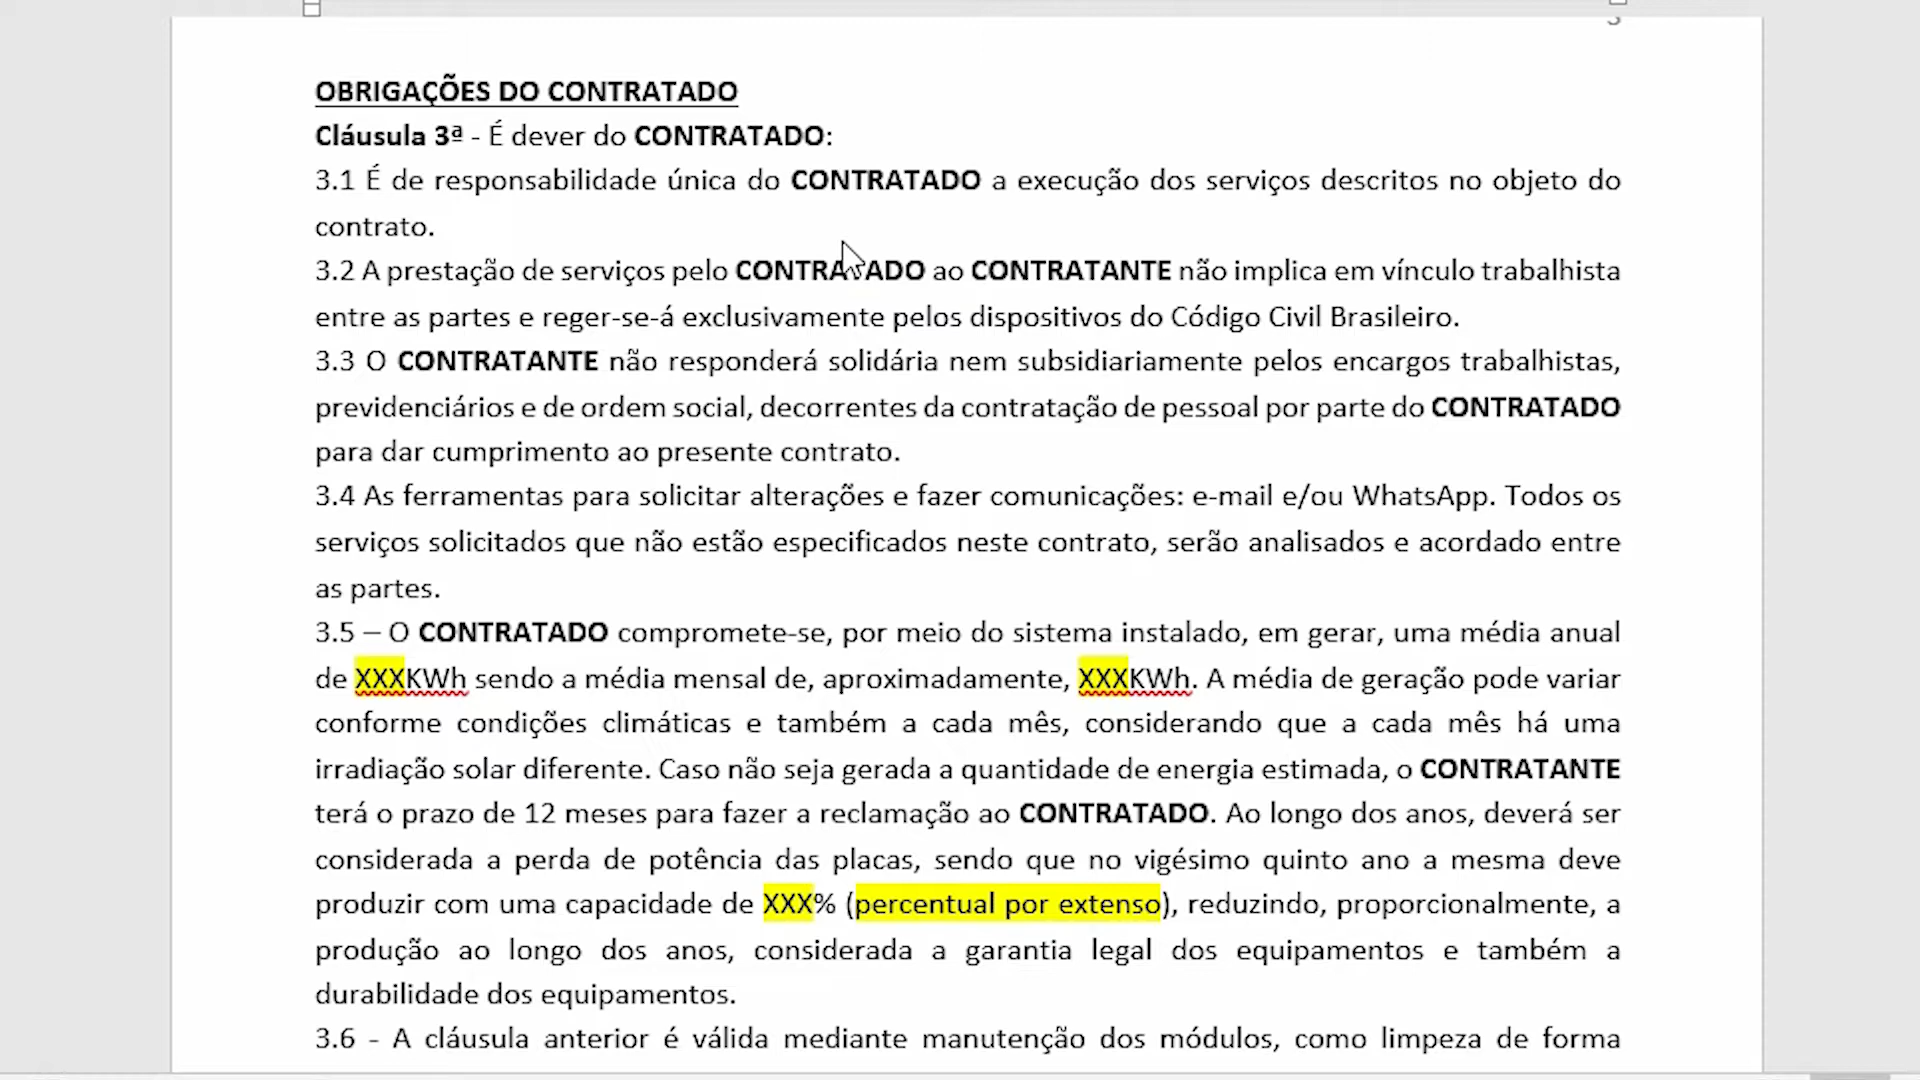 OBRIGAÇÕES DO CONTRATADO
Cláusula 3ª - É dever do CONTRATADO:
3.1 É de responsabilidade única do CONTRATADO a execução dos serviços descritos no objeto do
contrato.
3.2 A prestação de serviços pelo CONTRATADO ao CONTRATANTE não implica em vínculo trabalhista
entre as partes e reger-se-á exclusivamente pelos dispositivos do Código Civil Brasileiro.
3.3 O CONTRATANTE não responderá solidária nem subsidiariamente pelos encargos trabalhistas,
previdenciários e de ordem social, decorrentes da contratação de pessoal por parte do CONTRATADO
para dar cumprimento ao presente contrato.
3.4 As ferramentas para solicitar alterações e fazer comunicações: e-mail e/ou WhatsApp. Todos os
serviços solicitados que não estão especificados neste contrato, serão analisados e acordado entre
as partes.
3.5 – O CONTRATADO compromete-se, por meio do sistema instalado, em gerar, uma média anual
de XXXKWh sendo a média mensal de, aproximadamente, XXXKWh. A média de geração pode variar
conforme condições climáticas e também a cada mês, considerando que a cada mês há uma
irradiação solar diferente. Caso não seja gerada a quantidade de energia estimada, o CONTRATANTE
terá o prazo de 12 meses para fazer a reclamação ao CONTRATADO. Ao longo dos anos, deverá ser
considerada a perda de potência das placas, sendo que no vigésimo quinto ano a mesma deve
produzir com uma capacidade de XXX% (percentual por extenso), reduzindo, proporcionalmente, a
produção ao longo dos anos, considerada a garantia legal dos equipamentos e também a
durabilidade dos equipamentos.
3.6 - A cláusula anterior é válida mediante manutenção dos módulos, como limpeza de forma